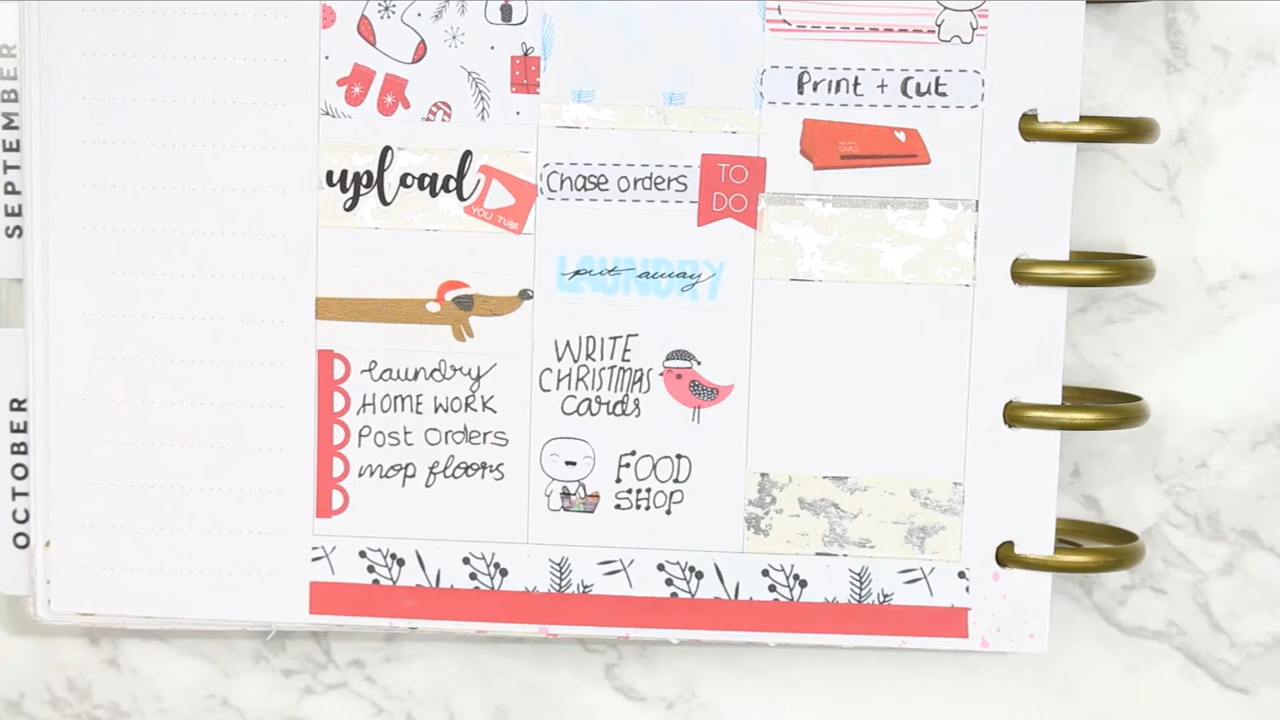 SEPTEMBER
OCTOBER
upload
YOU TUBE
laundry
HOME WORK
Post Orders
mop floors
Chase orders
TO
DO
put away
LAUNDRY
WRITE
CHRISTMAS
Cards
FOOD
SHOP
Print + Cut